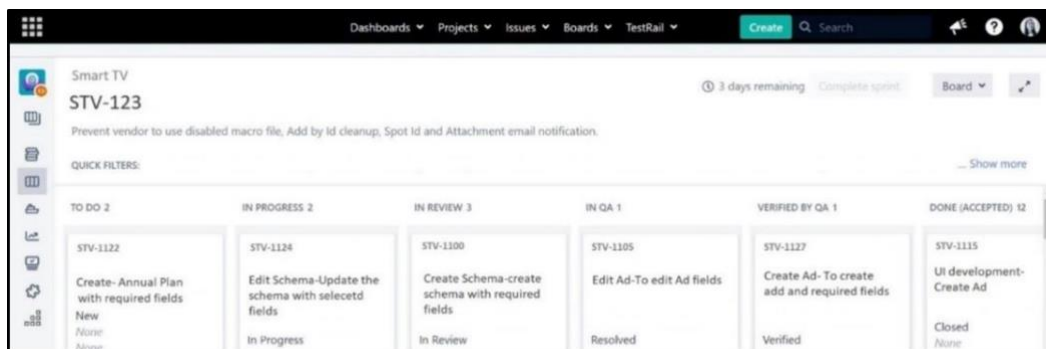 Dashboards Projects Issues Boards TestRail Create Search
Smart TV
3 days remaining Complete sprint Board
STV-123
Prevent vendor to use disabled macro file, Add by Id cleanup, Spot Id and Attachment email notification.
QUICK FILTERS: ... Show more
TO DO 2 IN PROGRESS 2 IN REVIEW 3 IN QA 1 VERIFIED BY QA 1 DONE (ACCEPTED) 12
STV-1122
Create- Annual Plan
with required fields
New
None
None
STV-1124
Edit Schema-Update the
schema with selecetd
fields
In Progress
STV-1100
Create Schema-create
schema with required
fields
In Review
STV-1105
Edit Ad-To edit Ad fields
Resolved
STV-1127
Create Ad- To create
add and required fields
Verified
STV-1115
UI development-
Create Ad
Closed
None